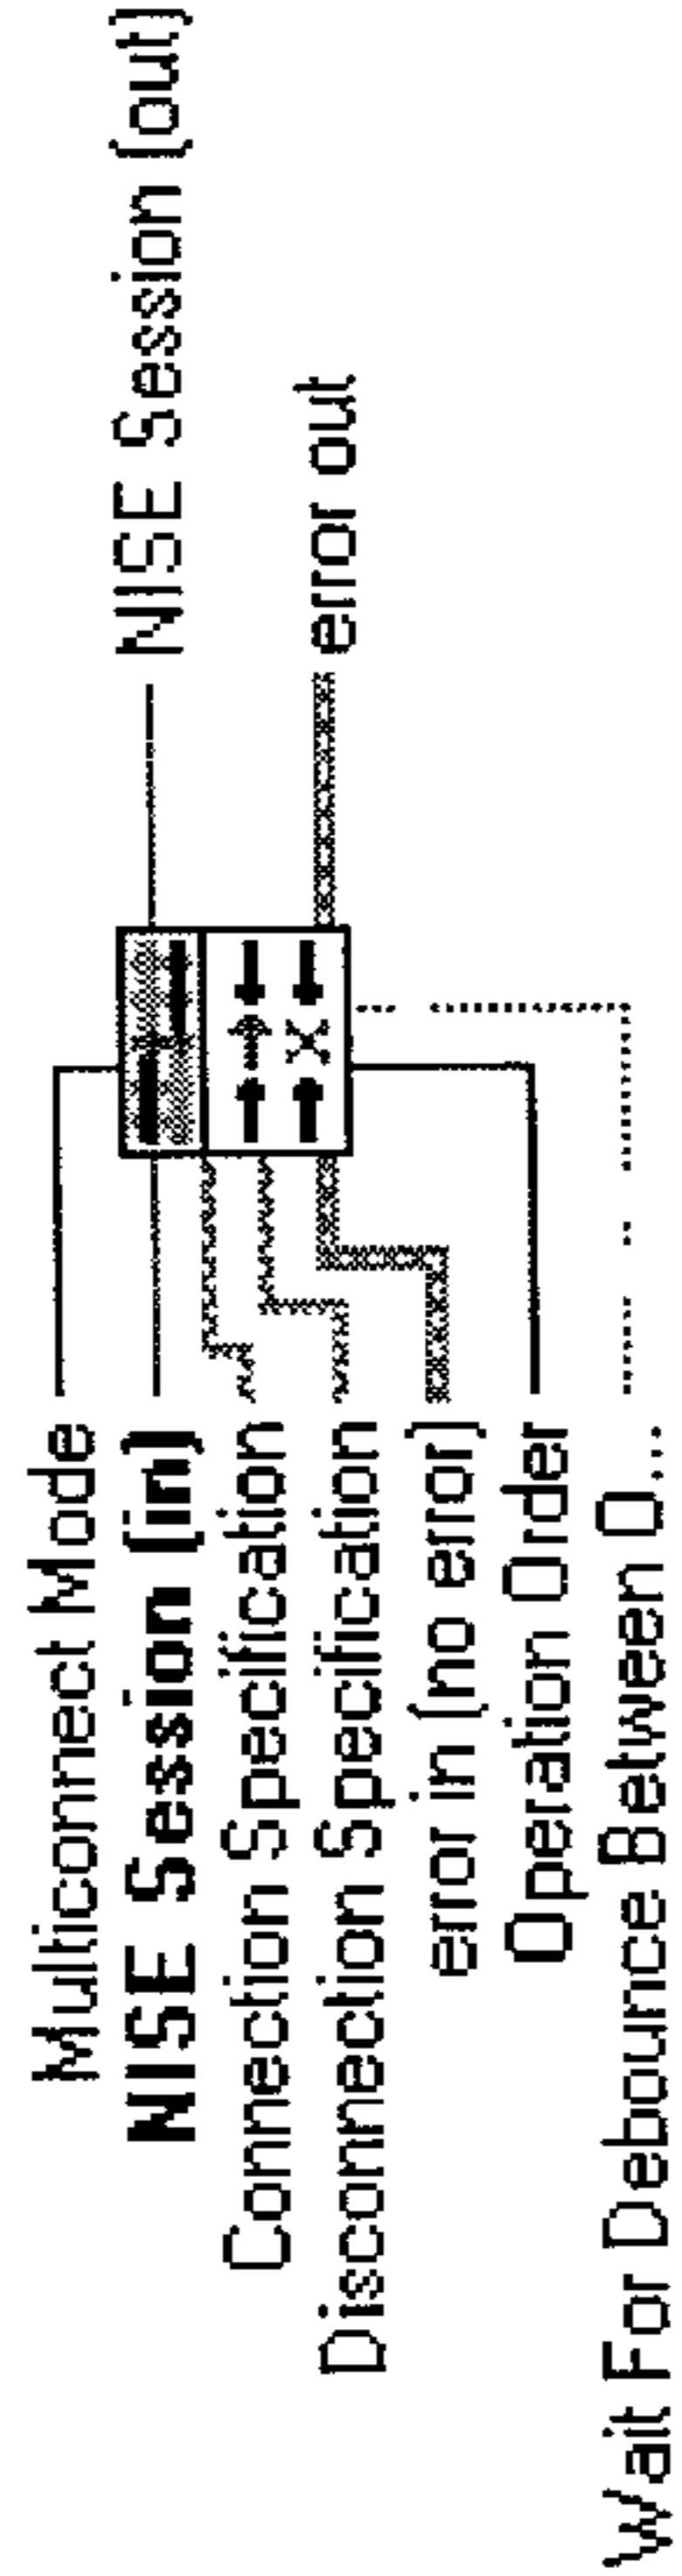 Multiconnect Mode
NISE Session (in)
Connection Specification
Disconnection Specification
error in (no error)
Operation Order
Wait For Debounce Between O...
NISE Session (out)
error out